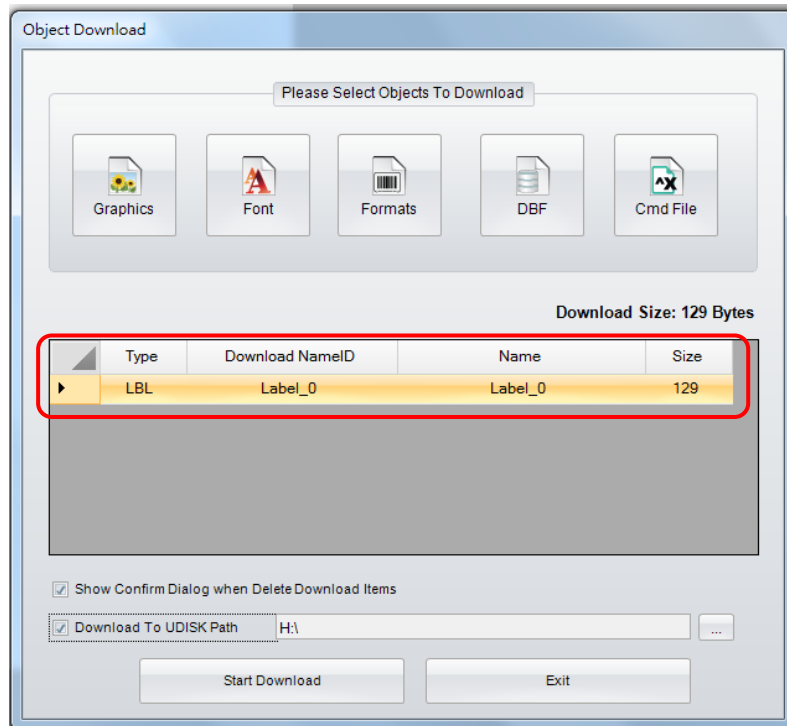 Object Download
Please Select Objects To Download
Graphics Font Formats DBF Cmd File
Download Size: 129 Bytes
Type Download NameID Name Size
LBL Label_0 Label_0 129
Show Confirm Dialog when Delete Download Items
Download To UDISK Path H:\ ...
Start Download Exit